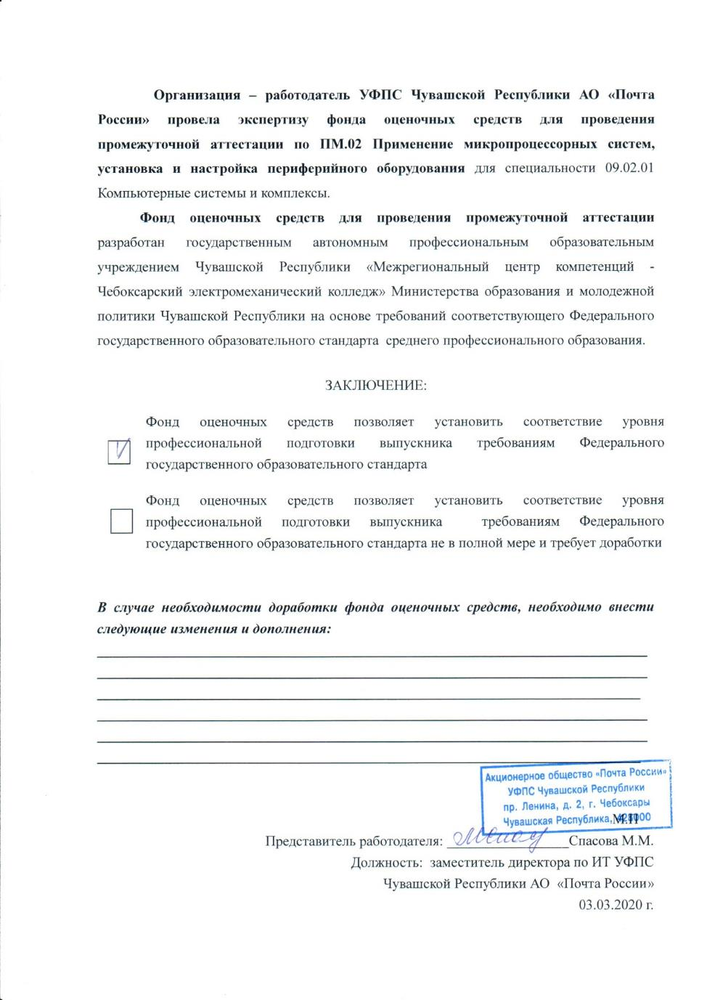 Организация – работодатель УФПС Чувашской Республики АО «Почта
России» провела экспертизу фонда оценочных средств для проведения
промежуточной аттестации по ПМ.02 Применение микропроцессорных систем,
установка и настройка периферийного оборудования для специальности 09.02.01
Компьютерные системы и комплексы.
Фонд оценочных средств для проведения промежуточной аттестации
разработан государственным автономным профессиональным образовательным
учреждением Чувашской Республики «Межрегиональный центр компетенций -
Чебоксарский электромеханический колледж» Министерства образования и молодежной
политики Чувашской Республики на основе требований соответствующего Федерального
государственного образовательного стандарта среднего профессионального образования.
ЗАКЛЮЧЕНИЕ:
Фонд оценочных средств позволяет установить соответствие уровня
профессиональной подготовки выпускника требованиям Федерального
государственного образовательного стандарта
Фонд оценочных средств позволяет установить соответствие уровня
профессиональной подготовки выпускника требованиям Федерального
государственного образовательного стандарта не в полной мере и требует доработки
В случае необходимости доработки фонда оценочных средств, необходимо внести
следующие изменения и дополнения:
Акционерное общество «Почта России»
УФПС Чувашской Республики
пр. Ленина, д. 2, г. Чебоксары
Чувашская Республика, 428000
М.П
Представитель работодателя: Спасова М.М.
Должность: заместитель директора по ИТ УФПС
Чувашской Республики АО «Почта России»
03.03.2020 г.